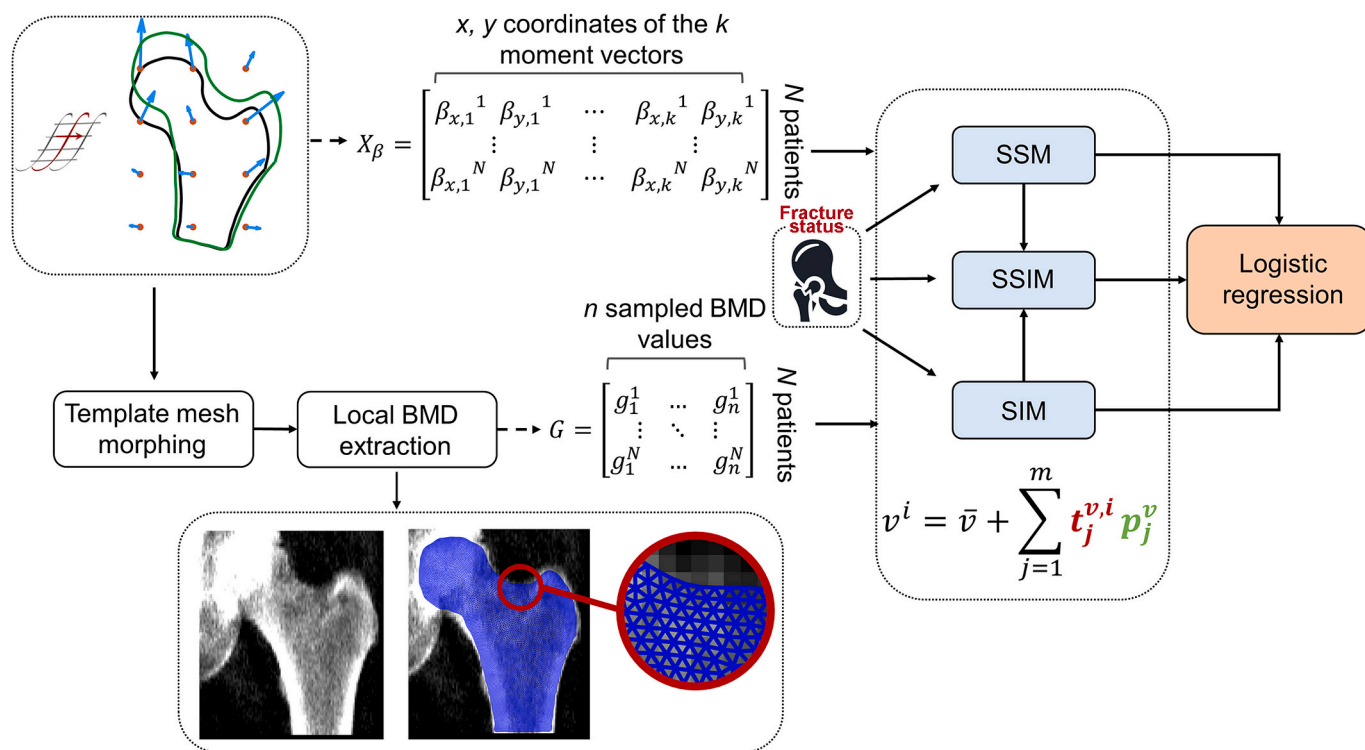 x, y coordinates of the k
moment vectors
X_β = [β_{x,1}^1 β_{y,1}^1 ⋯ β_{x,k}^1 β_{y,k}^1
⋮ ⋮ ⋮
β_{x,1}^N β_{y,1}^N ⋯ β_{x,k}^N β_{y,k}^N]
N patients
Fracture
status
SSM
SSIM
SIM
Logistic
regression
n sampled BMD
values
Template mesh
morphing
Local BMD
extraction
G = [g_1^1 … g_n^1
⋮ ⋱ ⋮
g_1^N … g_n^N]
N patients
v^i = v̄ + ∑_{j=1}^{m} t_j^{v,i} p_j^v